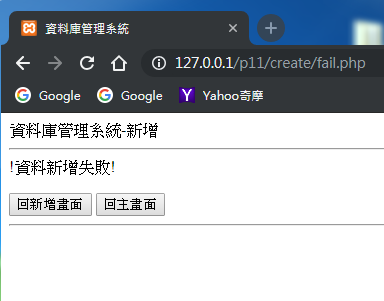 資料庫管理系統
127.0.0.1/p11/create/fail.php
Google Google Yahoo奇摩
資料庫管理系統-新增
!資料新增失敗!
回新增畫面 回主畫面